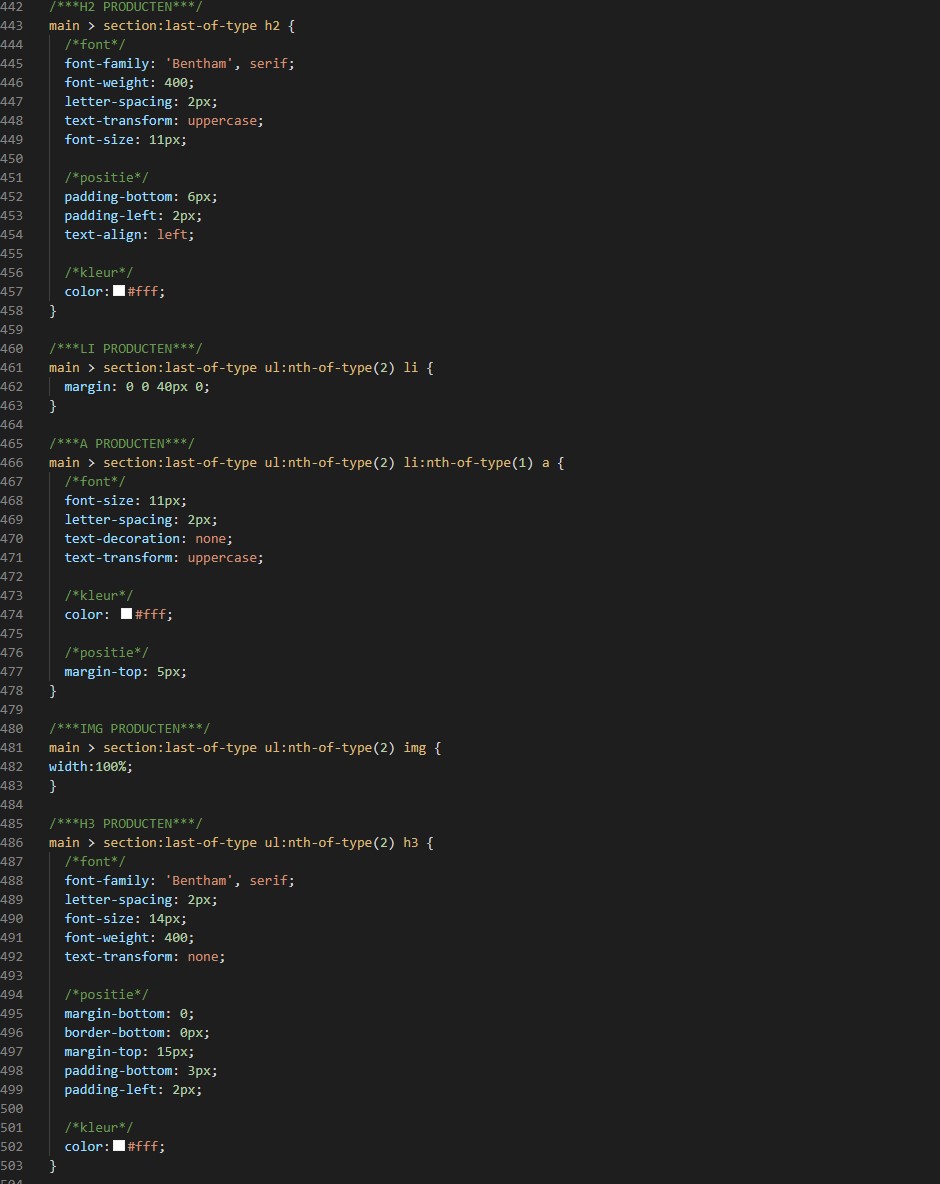 442 /***H2 PRODUCTEN***/
443 main > section:last-of-type h2 {
444 /*font*/
445 font-family: 'Bentham', serif;
446 font-weight: 400;
447 letter-spacing: 2px;
448 text-transform: uppercase;
449 font-size: 11px;
450
451 /*positie*/
452 padding-bottom: 6px;
453 padding-left: 2px;
454 text-align: left;
455
456 /*kleur*/
457 color: #fff;
458 }
459
460 /***LI PRODUCTEN***/
461 main > section:last-of-type ul:nth-of-type(2) li {
462 margin: 0 0 40px 0;
463 }
464
465 /***A PRODUCTEN***/
466 main > section:last-of-type ul:nth-of-type(2) li:nth-of-type(1) a {
467 /*font*/
468 font-size: 11px;
469 letter-spacing: 2px;
470 text-decoration: none;
471 text-transform: uppercase;
472
473 /*kleur*/
474 color: #fff;
475
476 /*positie*/
477 margin-top: 5px;
478 }
479
480 /***IMG PRODUCTEN***/
481 main > section:last-of-type ul:nth-of-type(2) img {
482 width:100%;
483 }
484
485 /***H3 PRODUCTEN***/
486 main > section:last-of-type ul:nth-of-type(2) h3 {
487 /*font*/
488 font-family: 'Bentham', serif;
489 letter-spacing: 2px;
490 font-size: 14px;
491 font-weight: 400;
492 text-transform: none;
493
494 /*positie*/
495 margin-bottom: 0;
496 border-bottom: 0px;
497 margin-top: 15px;
498 padding-bottom: 3px;
499 padding-left: 2px;
500
501 /*kleur*/
502 color: #fff;
503 }